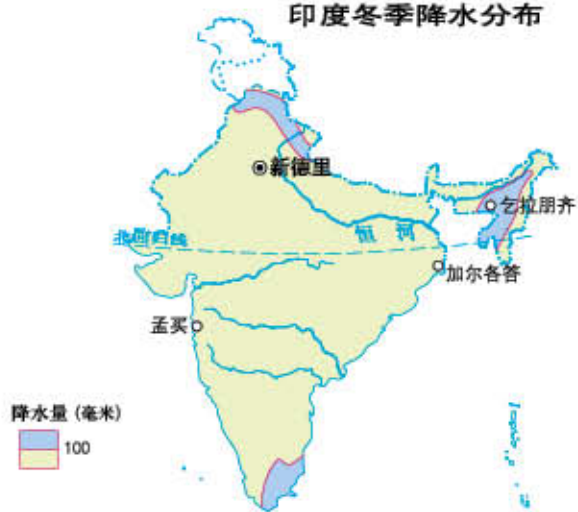 印度冬季降水分布
新德里
乞拉朋齐
北回归线
恒河
加尔各答
孟买
降水量 (毫米)
100